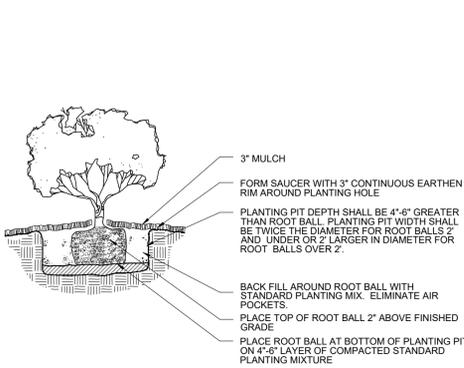 3" MULCH
FORM SAUCER WITH 3" CONTINUOUS EARTHEN
RIM AROUND PLANTING HOLE
PLANTING PIT DEPTH SHALL BE 4"-6" GREATER
THAN ROOT BALL. PLANTING PIT WIDTH SHALL
BE TWICE THE DIAMETER FOR ROOT BALLS 2'
AND UNDER OR 2' LARGER IN DIAMETER FOR
ROOT BALLS OVER 2'.
BACK FILL AROUND ROOT BALL WITH
STANDARD PLANTING MIX. ELIMINATE AIR
POCKETS.
PLACE TOP OF ROOT BALL 2" ABOVE FINISHED
GRADE
PLACE ROOT BALL AT BOTTOM OF PLANTING PIT
ON 4"-6" LAYER OF COMPACTED STANDARD
PLANTING MIXTURE